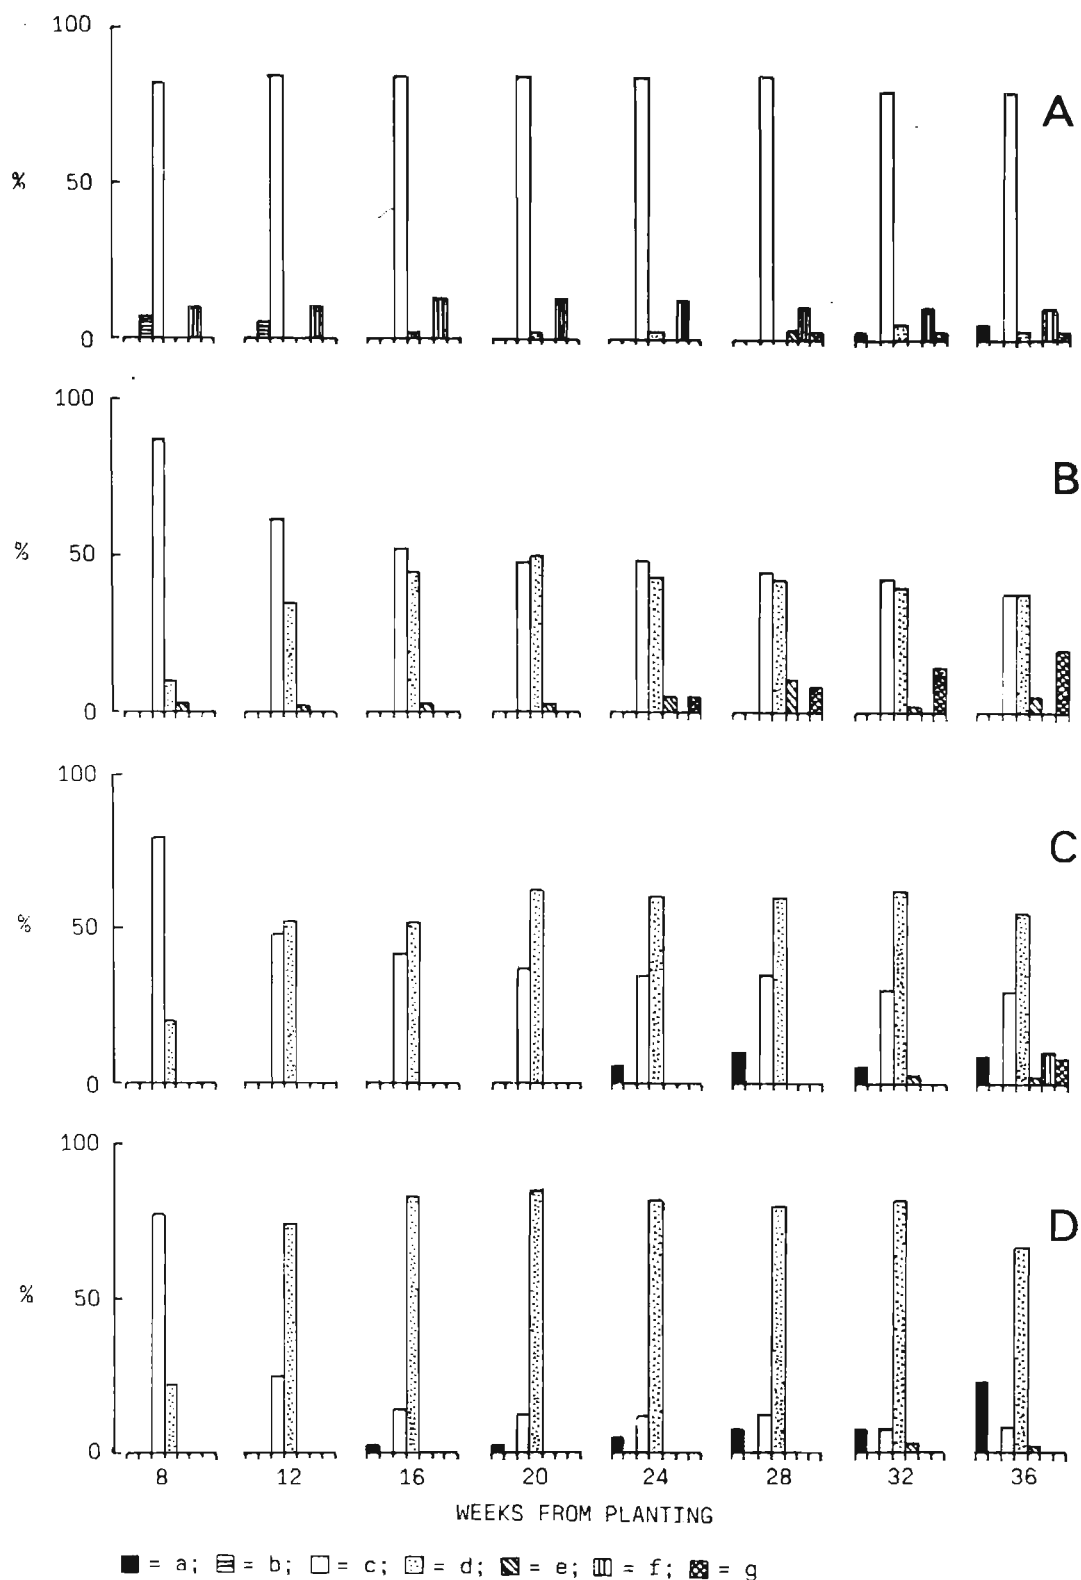 100
A
% 50
0
100
B
% 50
0
100
C
% 50
0
100
D
% 50
0
8 12 16 20 24 28 32 36
WEEKS FROM PLANTING
= a; = b; = c; = d; = e; = f; = g